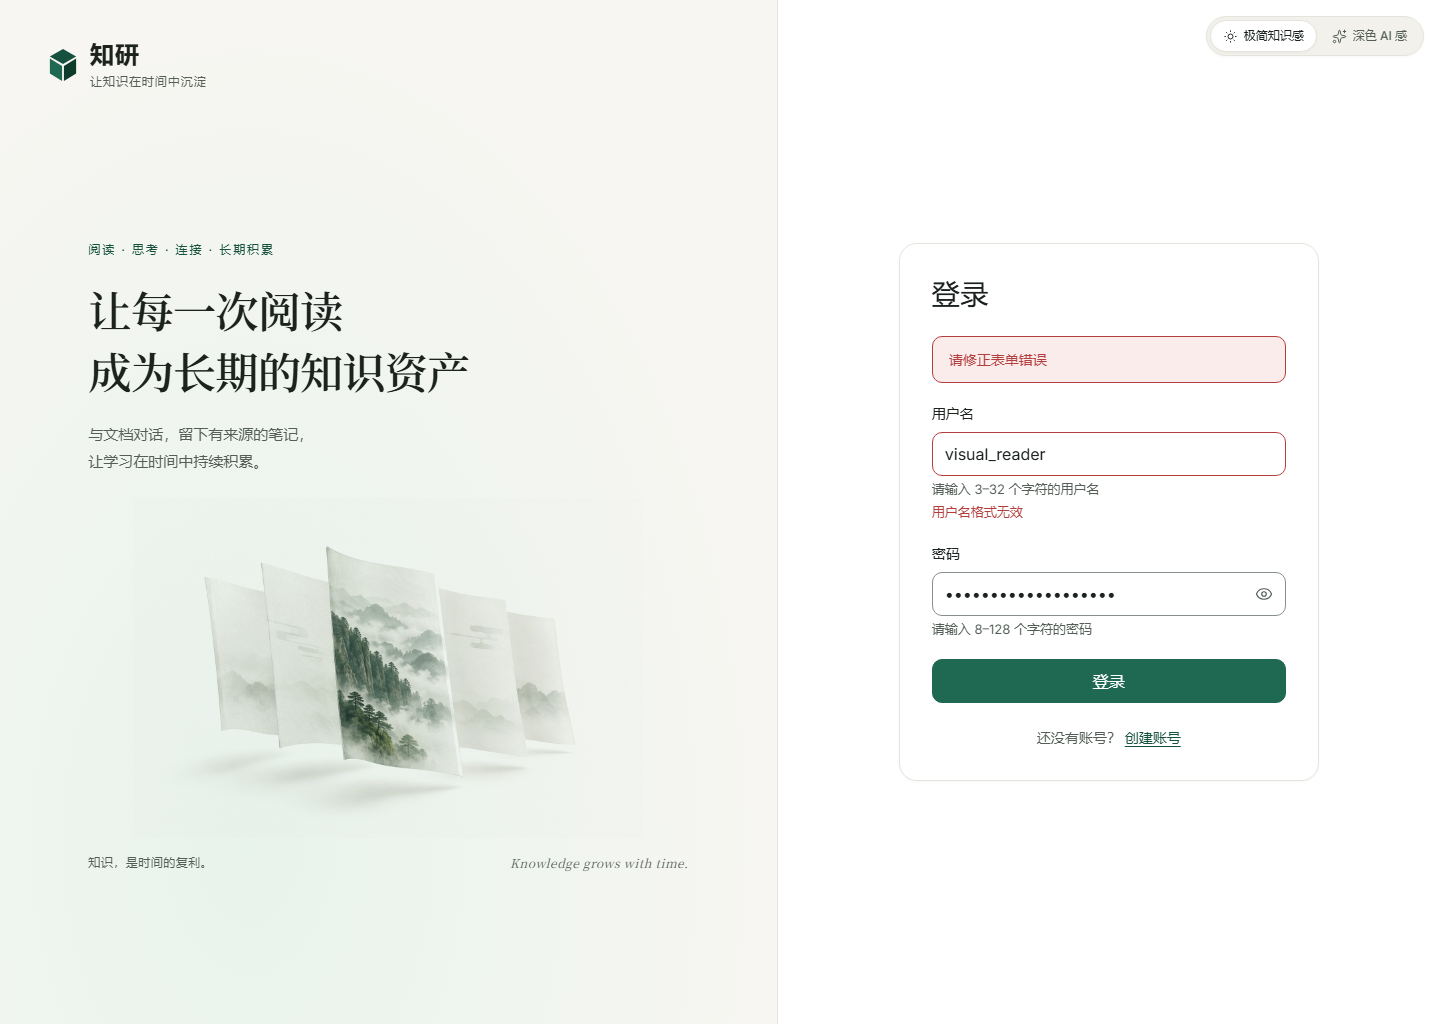 知研
让知识在时间中沉淀
极简知识感
深色 AI 感
阅读 · 思考 · 连接 · 长期积累
让每一次阅读
成为长期的知识资产
与文档对话，留下有来源的笔记，
让学习在时间中持续积累。
知识，是时间的复利。
Knowledge grows with time.
登录
请修正表单错误
用户名
visual_reader
请输入 3–32 个字符的用户名
用户名格式无效
密码
•••••••••••••••••••
请输入 8–128 个字符的密码
登录
还没有账号？ 创建账号